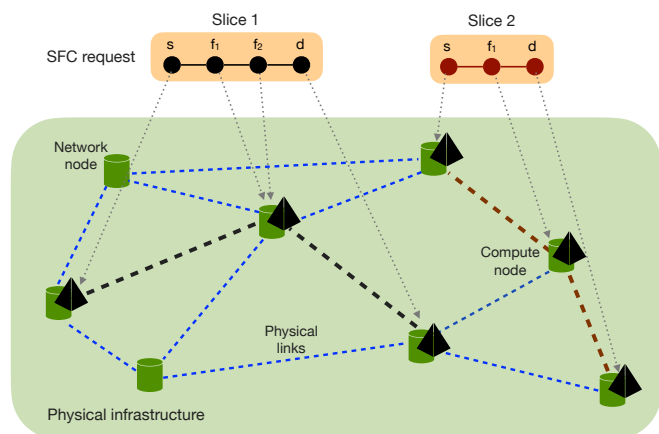 Slice 1
Slice 2
SFC request
s f₁ f₂ d
s f₁ d
Network
node
Compute
node
Physical
links
Physical infrastructure